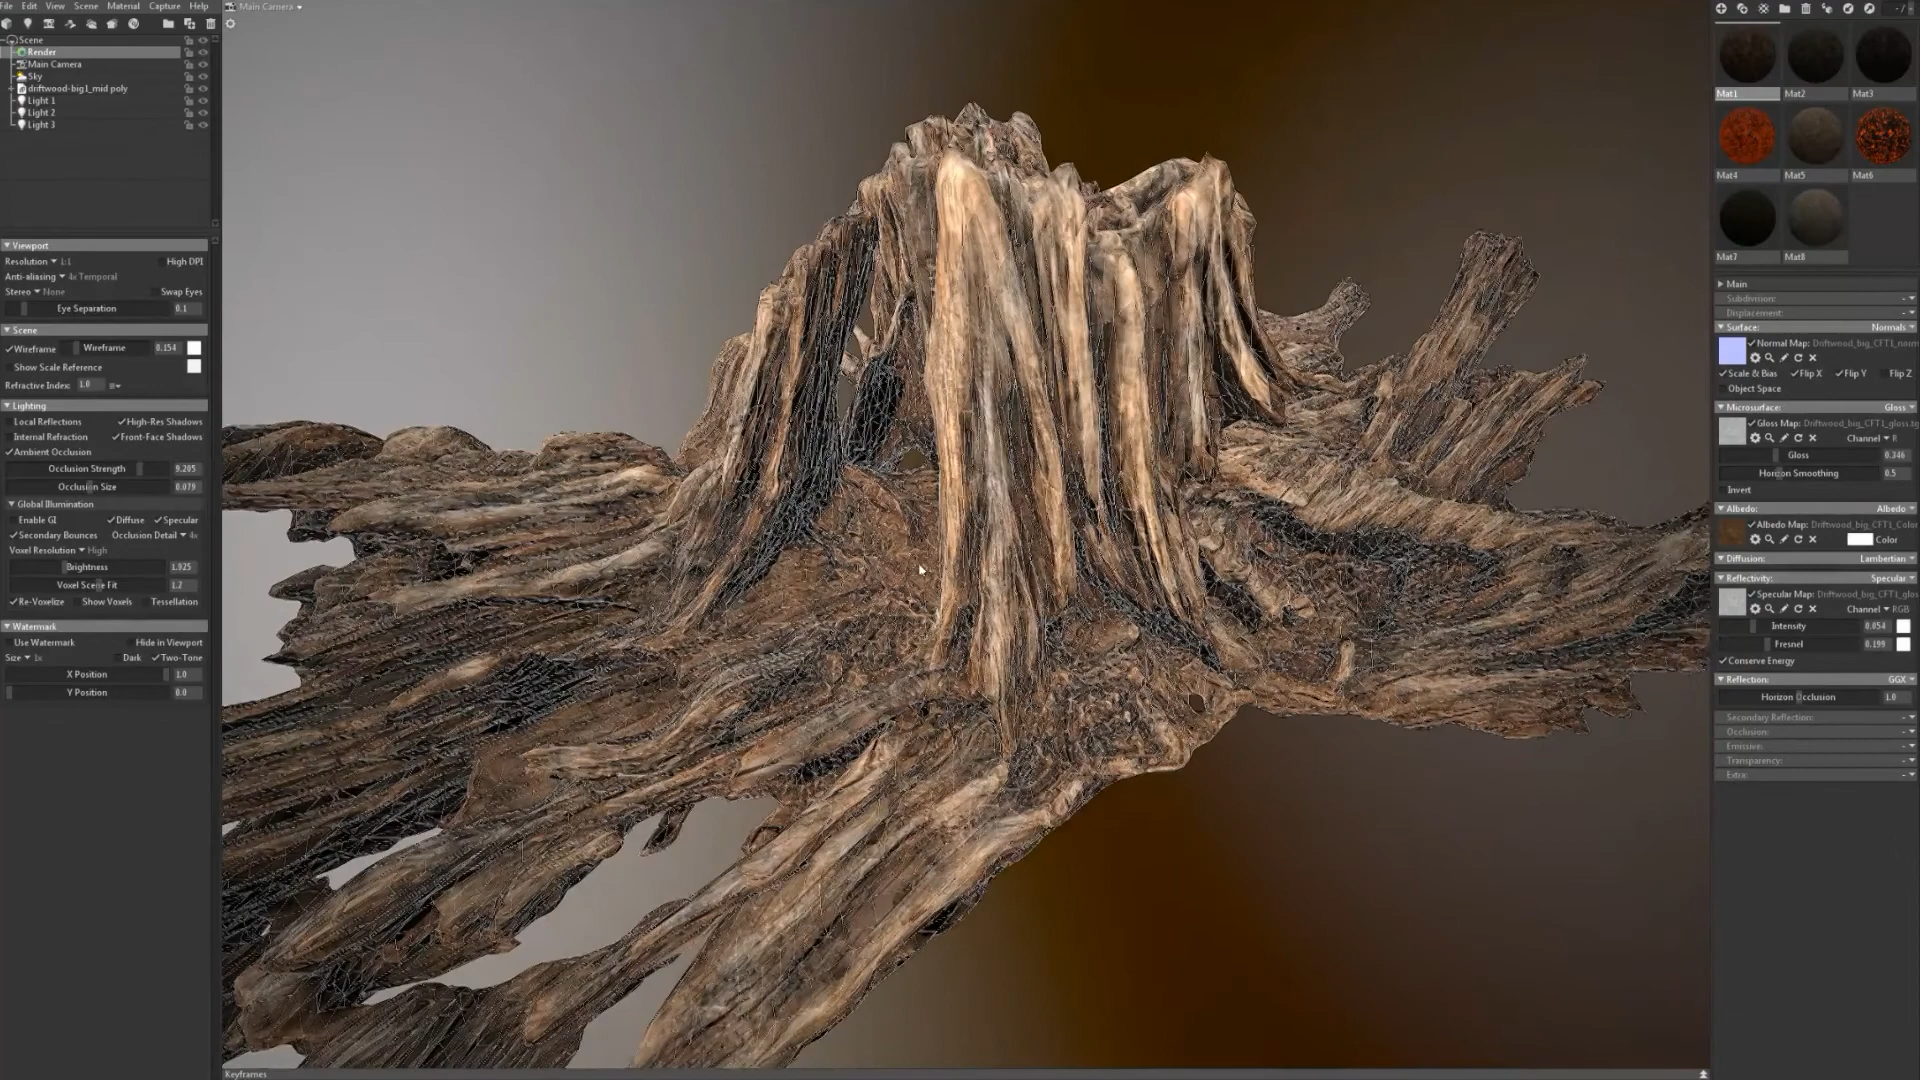 File Edit View Scene Material Capture Help
Main Camera
Scene
Render
Main Camera
Sky
driftwood-big1_mid poly
Light 1
Light 2
Light 3
Viewport
Resolution 1:1 High DPI
Anti-aliasing 4x Temporal
Stereo None Swap Eyes
Eye Separation 0.1
Scene
Wireframe Wireframe 0.154
Show Scale Reference
Refractive Index: 1.0
Lighting
Local Reflections High-Res Shadows
Internal Refraction Front-Face Shadows
Ambient Occlusion
Occlusion Strength 9.205
Occlusion Size 0.079
Global Illumination
Enable GI Diffuse Specular
Secondary Bounces Occlusion Detail 4x
Voxel Resolution High
Brightness 1.925
Voxel Scene Fit 1.2
Re-Voxelize Show Voxels Tessellation
Watermark
Use Watermark Hide in Viewport
Size 1x Dark Two-Tone
X Position 1.0
Y Position 0.0
Keyframes
Mat1 Mat2 Mat3
Mat4 Mat5 Mat6
Mat7 Mat8
Main
Subdivision: -
Displacement: -
Surface: Normals
Normal Map: Driftwood_big_CFT1_norm
Scale & Bias Flip X Flip Y Flip Z
Object Space
Microsurface: Gloss
Gloss Map: Driftwood_big_CFT1_gloss.tg
Channel R
Gloss 0.346
Horizon Smoothing 0.5
Invert
Albedo: Albedo
Albedo Map: Driftwood_big_CFT1_Color
Color
Diffusion: Lambertian
Reflectivity: Specular
Specular Map: Driftwood_big_CFT1_glos
Channel RGB
Intensity 0.054
Fresnel 0.199
Conserve Energy
Reflection: GGX
Horizon Occlusion 1.0
Secondary Reflection: -
Occlusion: -
Emissive: -
Transparency: -
Extra: -